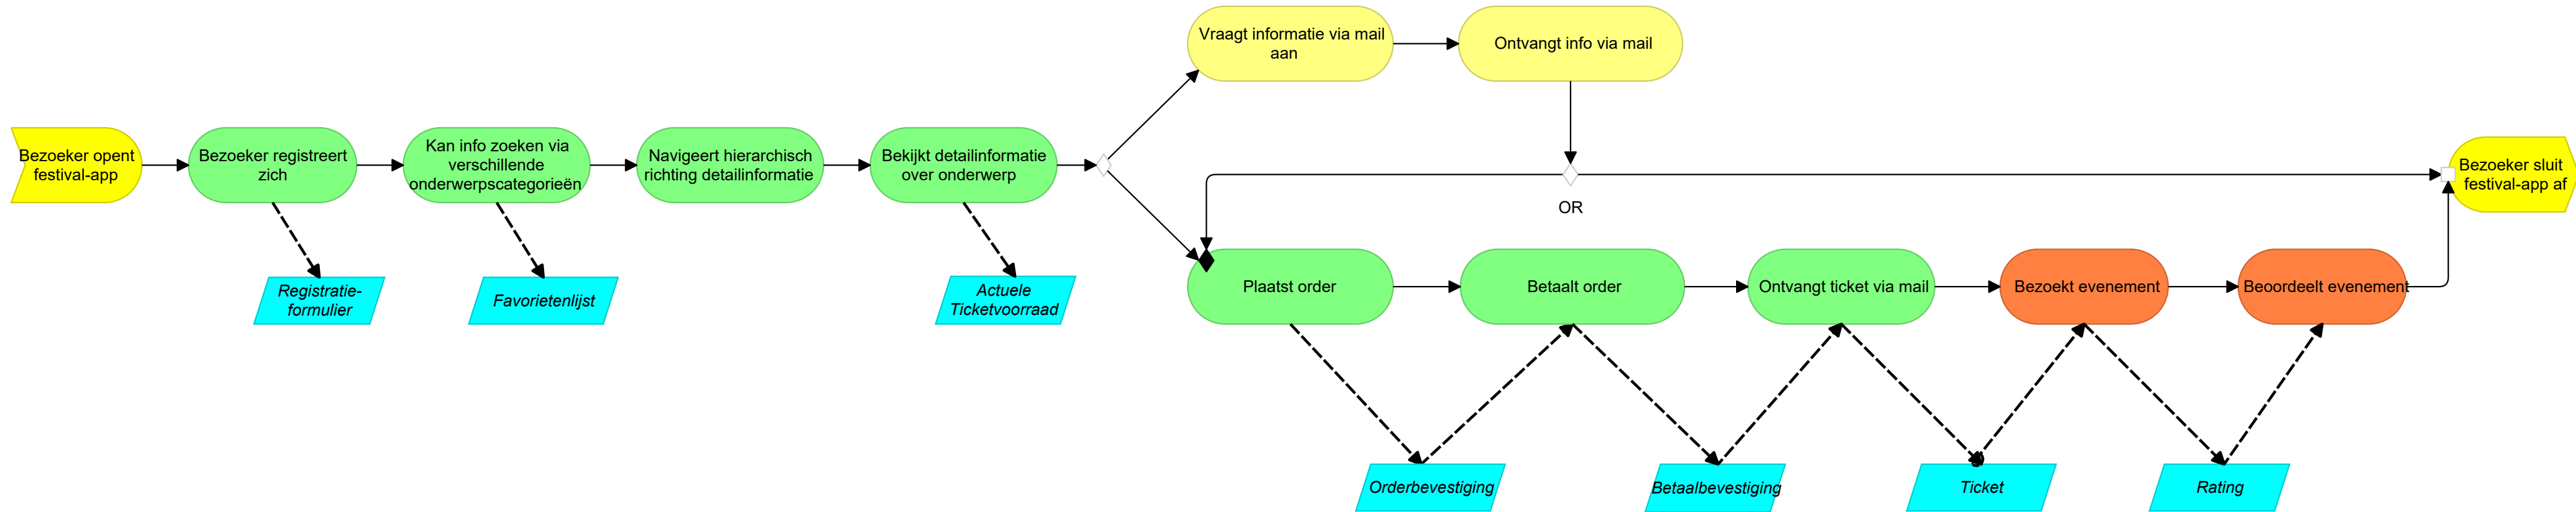 Vraagt informatie via mail
aan
Ontvangt info via mail
Bezoeker opent
festival-app
Bezoeker registreert
zich
Kan info zoeken via
verschillende
onderwerpscategorieën
Navigeert hierarchisch
richting detailinformatie
Bekijkt detailinformatie
over onderwerp
Bezoeker sluit
festival-app af
OR
Registratie-
formulier
Favorietenlijst
Actuele
Ticketvoorraad
Plaatst order
Betaalt order
Ontvangt ticket via mail
Bezoekt evenement
Beoordeelt evenement
Orderbevestiging
Betaalbevestiging
Ticket
Rating